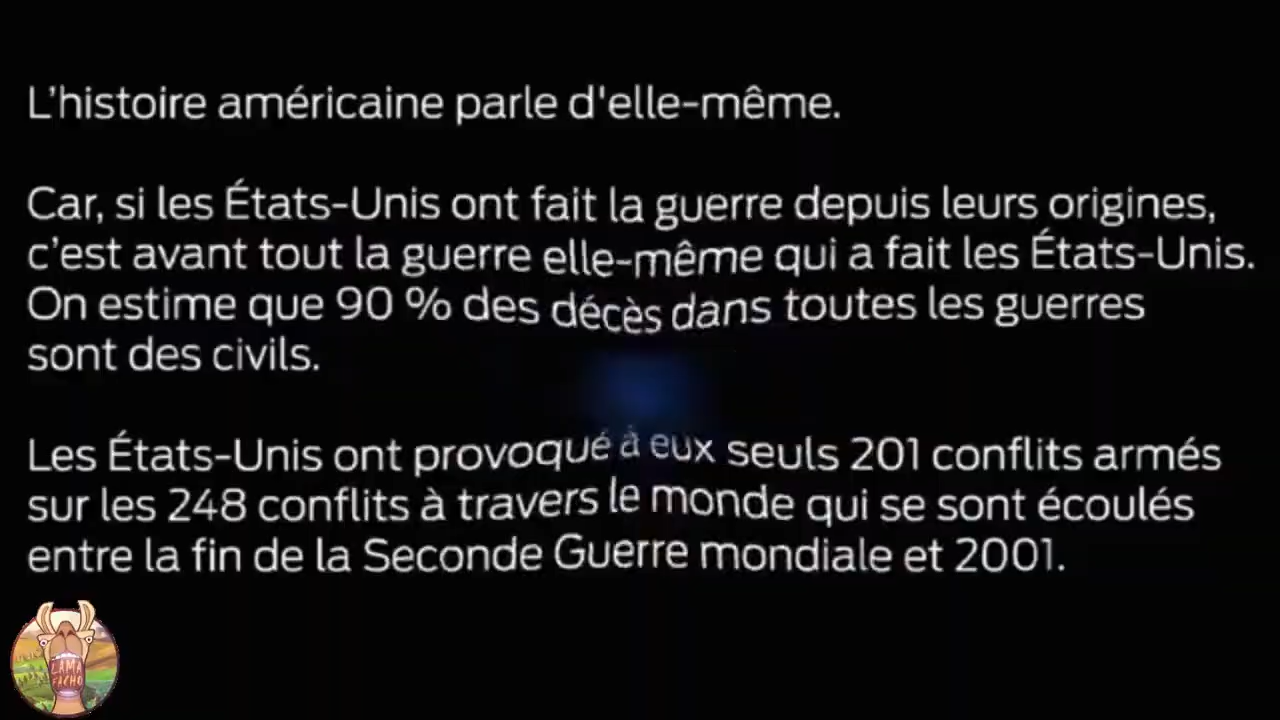 L’histoire américaine parle d'elle-même.
Car, si les États-Unis ont fait la guerre depuis leurs origines,
c’est avant tout la guerre elle-même qui a fait les États-Unis.
On estime que 90 % des décès dans toutes les guerres
sont des civils.
Les États-Unis ont provoqué à eux seuls 201 conflits armés
sur les 248 conflits à travers le monde qui se sont écoulés
entre la fin de la Seconde Guerre mondiale et 2001.
LAMA
FACHO